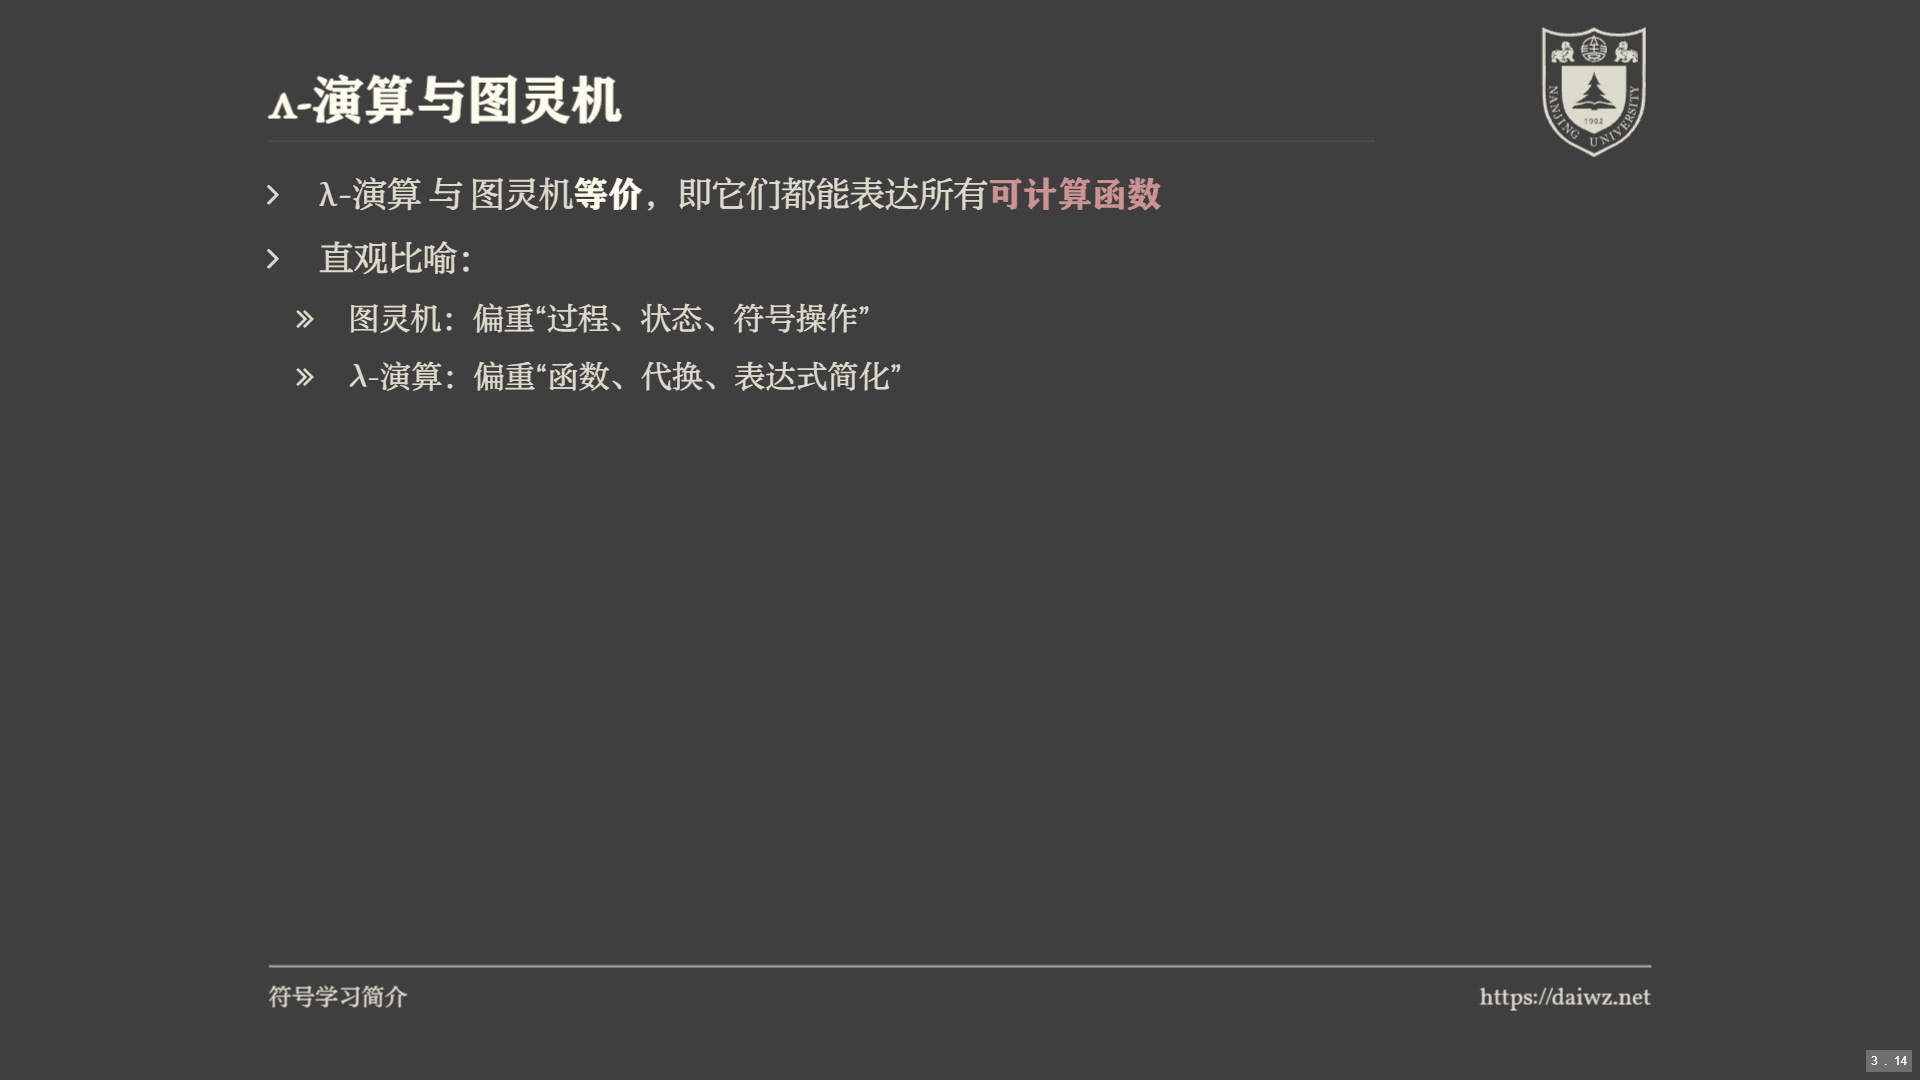 λ-演算与图灵机
NANJING UNIVERSITY
1902
λ-演算 与 图灵机等价，即它们都能表达所有可计算函数
直观比喻：
图灵机：偏重“过程、状态、符号操作”
λ-演算：偏重“函数、代换、表达式简化”
符号学习简介
https://daiwz.net
3 . 14